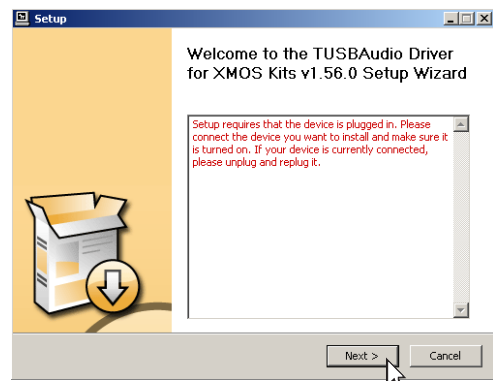 Setup
Welcome to the TUSBAudio Driver
for XMOS Kits v1.56.0 Setup Wizard
Setup requires that the device is plugged in. Please
connect the device you want to install and make sure it
is turned on. If your device is currently connected,
please unplug and replug it.
Next >
Cancel